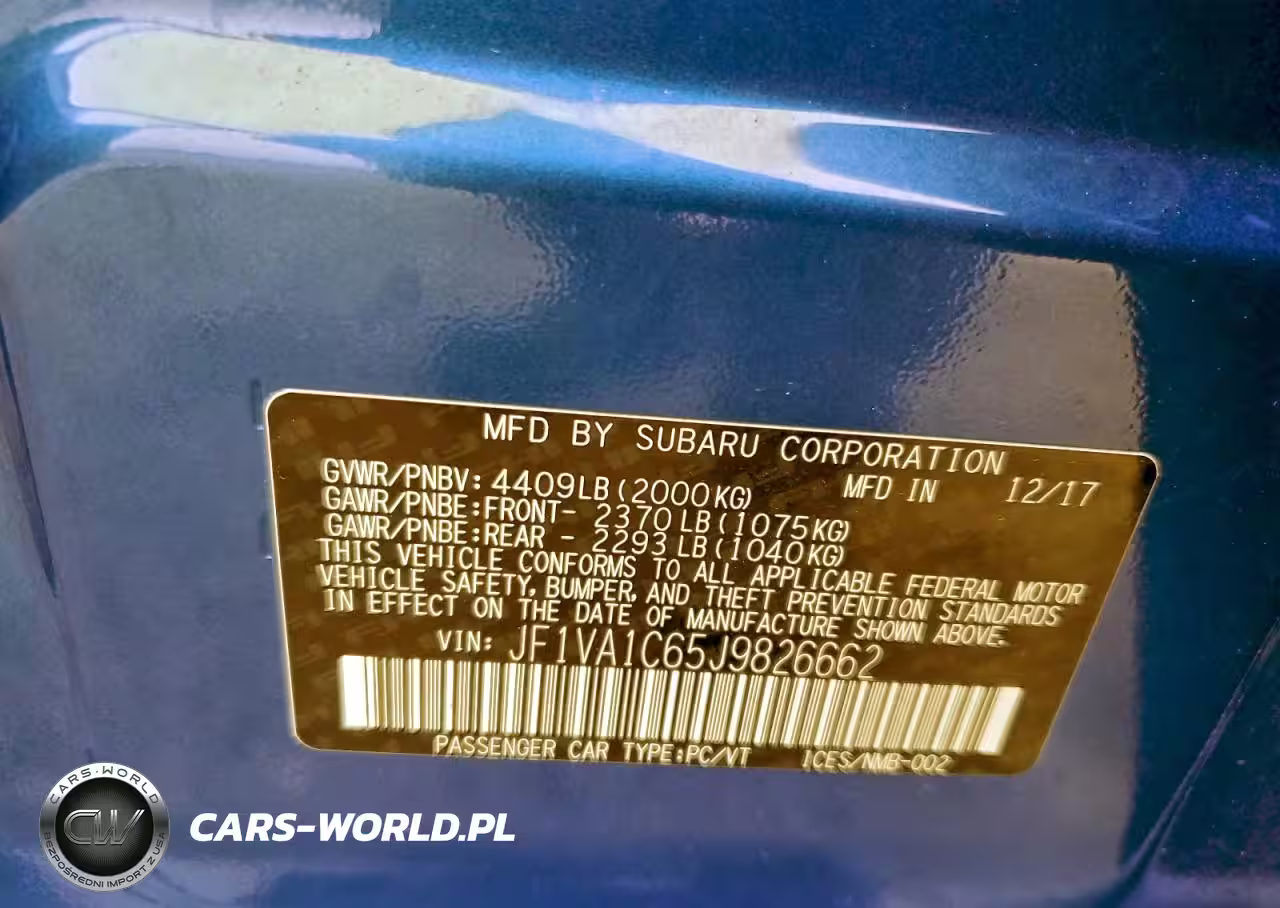 MFD BY SUBARU CORPORATION
GVWR/PNBV: 4409LB (2000KG) MFD IN 12/17
GAWR/PNBE:FRONT- 2370 LB (1075KG)
GAWR/PNBE:REAR - 2293 LB (1040KG)
THIS VEHICLE CONFORMS TO ALL APPLICABLE FEDERAL MOTOR
VEHICLE SAFETY, BUMPER, AND THEFT PREVENTION STANDARDS
IN EFFECT ON THE DATE OF MANUFACTURE SHOWN ABOVE.
VIN: JF1VA1C65J9826662
PASSENGER CAR TYPE:PC/VT ICES/NMB-002
CARS-WORLD
CW
BEZPOŚREDNI IMPORT Z USA
CARS-WORLD.PL